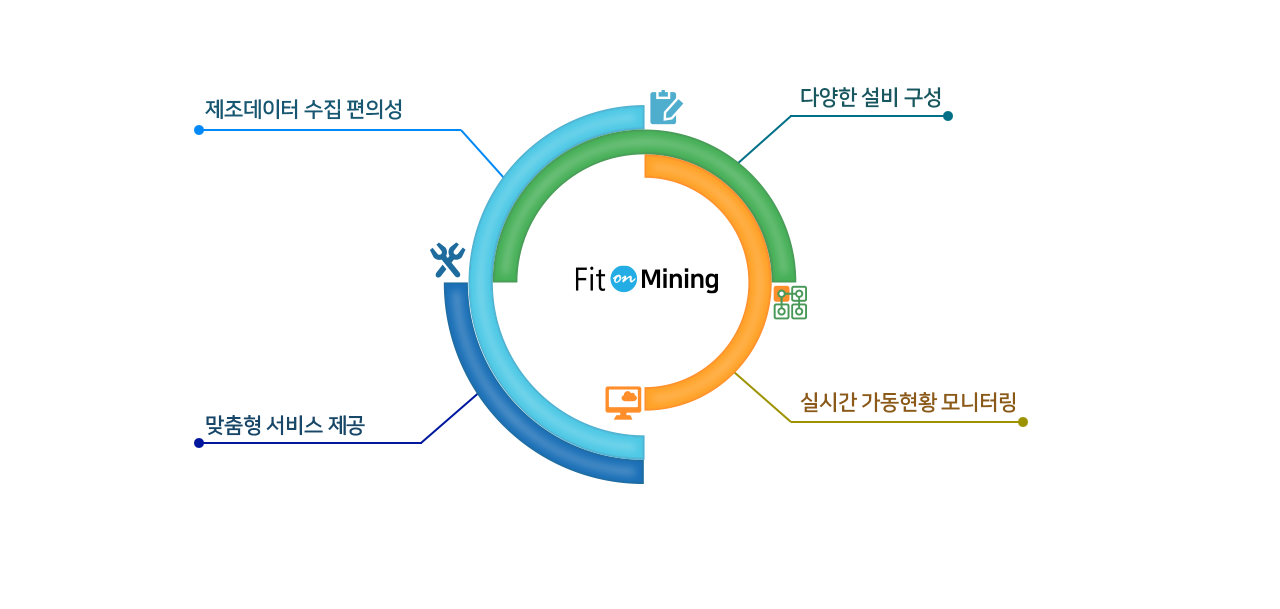 제조데이터 수집 편의성
다양한 설비 구성
Fit on Mining
맞춤형 서비스 제공
실시간 가동현황 모니터링